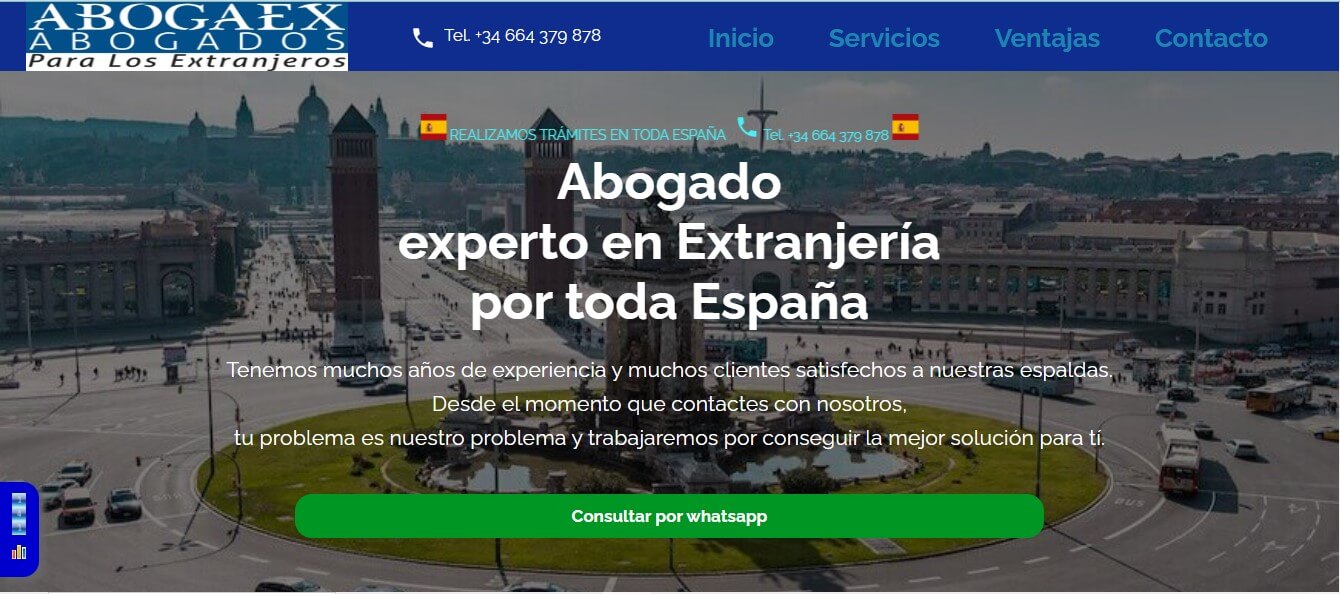 ABOGAEX
ABOGADOS
Para Los Extranjeros
Tel. +34 664 379 878
Inicio Servicios Ventajas Contacto
REALIZAMOS TRÁMITES EN TODA ESPAÑA Tel. +34 664 379 878
Abogado
experto en Extranjería
por toda España
Tenemos muchos años de experiencia y muchos clientes satisfechos a nuestras espaldas.
Desde el momento que contactes con nosotros,
tu problema es nuestro problema y trabajaremos por conseguir la mejor solución para tí.
BUS
Consultar por whatsapp